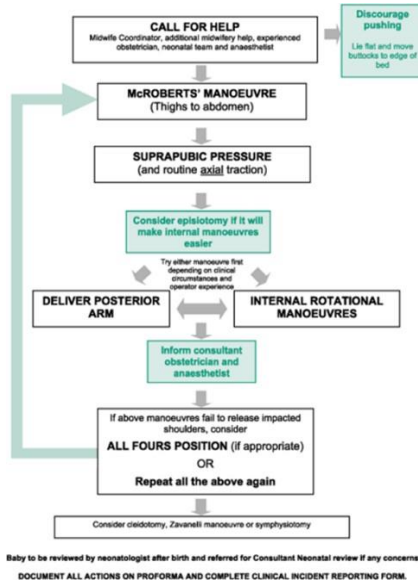 CALL FOR HELP
Midwife Coordinator, additional midwifery help, experienced
obstetrician, neonatal team and anaesthetist
Discourage
pushing
Lie flat and move
buttocks to edge of
bed
McROBERTS' MANOEUVRE
(Thighs to abdomen)
SUPRAPUBIC PRESSURE
(and routine axial traction)
Consider episiotomy if it will
make internal manoeuvres
easier
Try either manoeuvre first
depending on clinical
circumstances and
operator experience
DELIVER POSTERIOR
ARM
INTERNAL ROTATIONAL
MANOEUVRES
Inform consultant
obstetrician and
anaesthetist
If above manoeuvres fail to release impacted
shoulders, consider
ALL FOURS POSITION (if appropriate)
OR
Repeat all the above again
Consider cleidotomy, Zavanelli manoeuvre or symphysiotomy
Baby to be reviewed by neonatologist after birth and referred for Consultant Neonatal review if any concerns
DOCUMENT ALL ACTIONS ON PROFORMA AND COMPLETE CLINICAL INCIDENT REPORTING FORM.